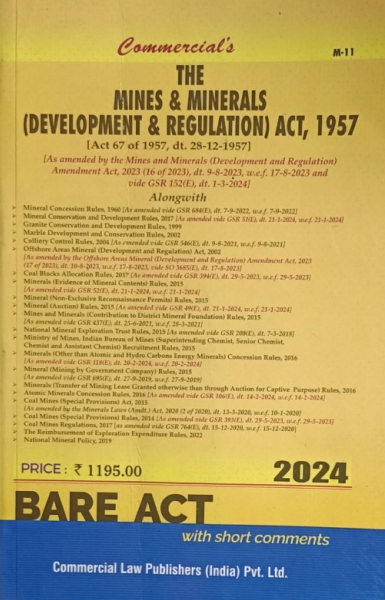 Commercial's
M-11
THE
MINES & MINERALS
(DEVELOPMENT & REGULATION) ACT, 1957
[Act 67 of 1957, dt. 28-12-1957]
[As amended by the Mines and Minerals (Development and Regulation)
Amendment Act, 2023 (16 of 2023), dt. 9-8-2023, w.e.f. 17-8-2023 and
vide GSR 152(E), dt. 1-3-2024]
Alongwith
Mineral Concession Rules, 1960 [As amended vide GSR 684(E), dt. 7-9-2022, w.e.f. 7-9-2022]
Mineral Conservation and Development Rules, 2017 [As amended vide GSR 53(E), dt. 21-1-2024, w.e.f. 21-1-2024]
Granite Conservation and Development Rules, 1999
Marble Development and Conservation Rules, 2002
Colliery Control Rules, 2004 [As amended vide GSR 546(E), dt. 9-8-2021, w.e.f. 9-8-2021]
Offshore Areas Mineral (Development and Regulation) Act, 2002
[As amended by the Offshore Areas Mineral (Development and Regulation) Amendment Act, 2023
(17 of 2023), dt. 10-8-2023, w.e.f. 17-8-2023, vide SO 3685(E), dt. 17-8-2023]
Coal Blocks Allocation Rules, 2017 [As amended vide GSR 394(E), dt. 29-5-2023, w.e.f. 29-5-2023]
Minerals (Evidence of Mineral Contents) Rules, 2015
[As amended vide GSR 52(E), dt. 21-1-2024, w.e.f. 21-1-2024]
Mineral (Non-Exclusive Reconnaissance Permits) Rules, 2015
Mineral (Auction) Rules, 2015 [As amended vide GSR 49(E), dt. 21-1-2024, w.e.f. 21-1-2024]
Mines and Minerals (Contribution to District Mineral Foundation) Rules, 2015
[As amended vide GSR 437(E), dt. 25-6-2021, w.e.f. 28-3-2021]
National Mineral Exploration Trust Rules, 2015 [As amended vide GSR 208(E), dt. 7-3-2018]
Ministry of Mines, Indian Bureau of Mines (Superintending Chemist, Senior Chemist,
Chemist and Assistant Chemist) Recruitment Rules, 2015
Minerals (Other than Atomic and Hydro Carbons Energy Minerals) Concession Rules, 2016
[As amended vide GSR 118(E), dt. 20-2-2024, w.e.f. 20-2-2024]
Mineral (Mining by Government Company) Rules, 2015
[As amended vide GSR 695(E), dt. 27-9-2019, w.e.f. 27-9-2019]
Minerals (Transfer of Mining Lease Granted otherwise than through Auction for Captive Purpose) Rules, 2016
Atomic Minerals Concession Rules, 2016 [As amended vide GSR 106(E), dt. 14-2-2024, w.e.f. 14-2-2024]
Coal Mines (Special Provisions) Act, 2015
[As amended by the Minerals Laws (Amdt.) Act, 2020 (2 of 2020), dt. 13-3-2020, w.e.f. 10-1-2020]
Coal Mines (Special Provisions) Rules, 2014 [As amended vide GSR 393(E), dt. 29-5-2023, w.e.f. 29-5-2023]
Coal Mines Regulations, 2017 [as amended vide GSR 764(E), dt. 15-12-2020, w.e.f. 15-12-2020]
The Reimbursement of Exploration Expenditure Rules, 2022
National Mineral Policy, 2019
PRICE : ₹ 1195.00
2024
BARE ACT
with short comments
Commercial Law Publishers (India) Pvt. Ltd.